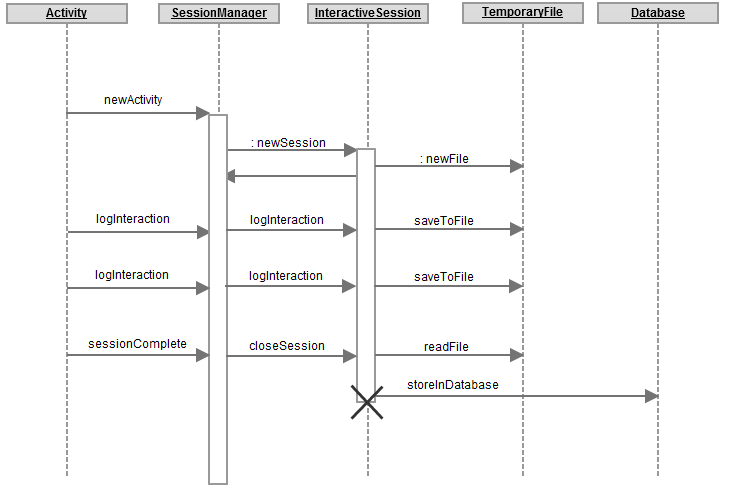 Activity
SessionManager
InteractiveSession
TemporaryFile
Database
newActivity
: newSession
: newFile
logInteraction
logInteraction
saveToFile
logInteraction
logInteraction
saveToFile
sessionComplete
closeSession
readFile
storeInDatabase